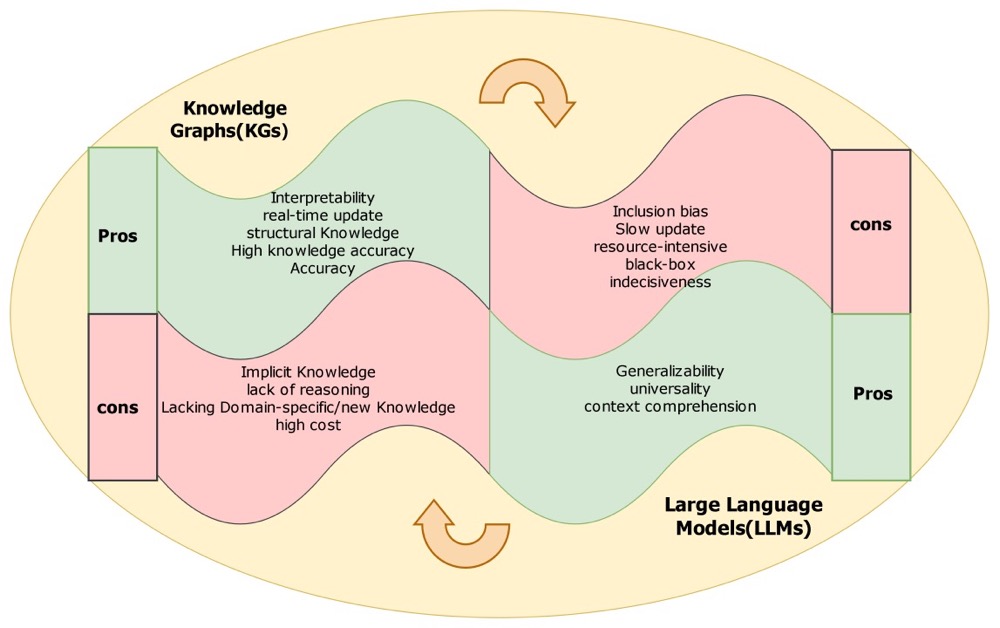 Knowledge
Graphs(KGs)
Pros
Interpretability
real-time update
structural Knowledge
High knowledge accuracy
Accuracy
Inclusion bias
Slow update
resource-intensive
black-box
indecisiveness
cons
cons
Implicit Knowledge
lack of reasoning
Lacking Domain-specific/new Knowledge
high cost
Generalizability
universality
context comprehension
Pros
Large Language
Models(LLMs)